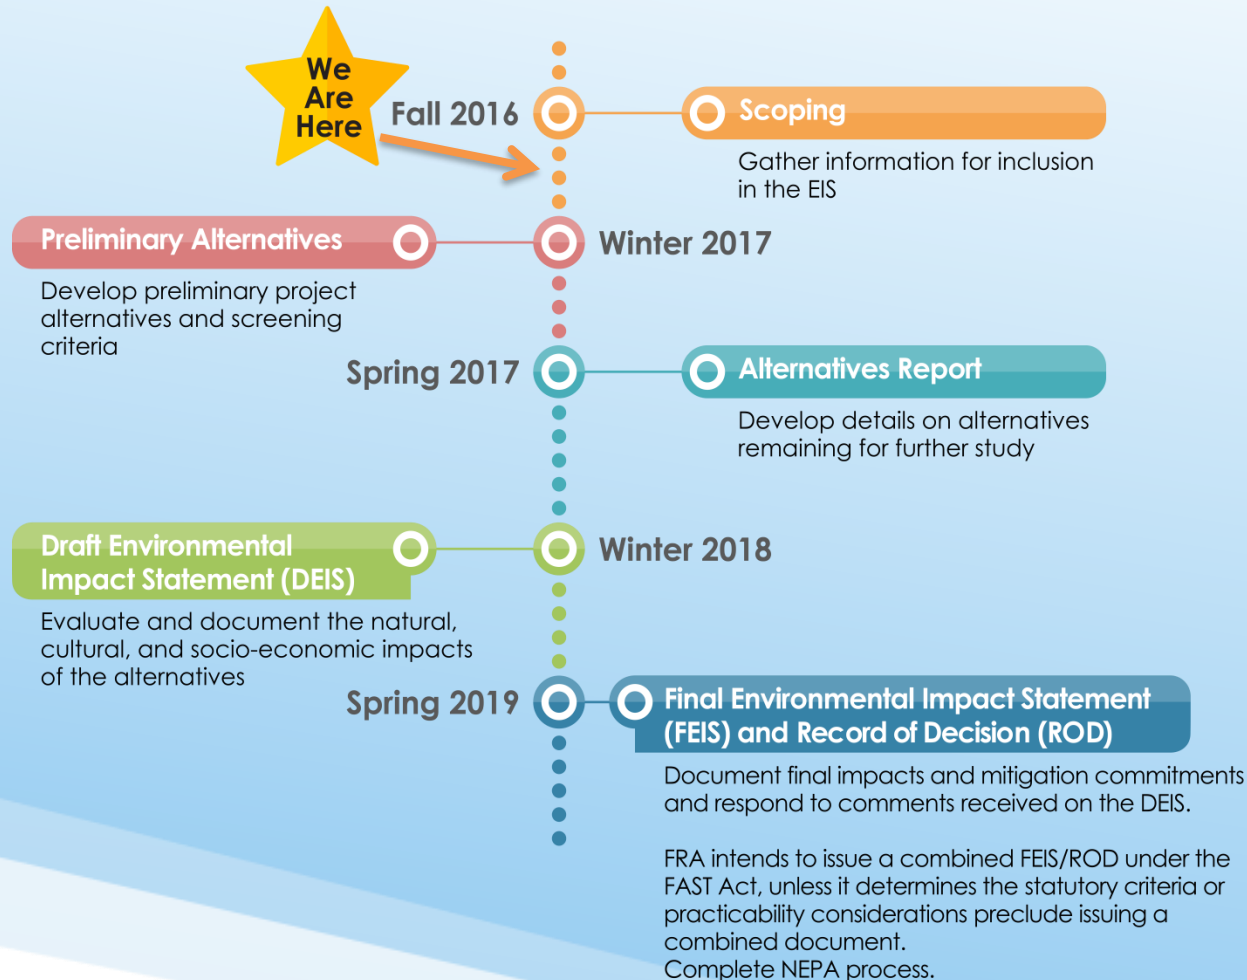 We
Are
Here
Fall 2016
Scoping
Gather information for inclusion
in the EIS
Preliminary Alternatives
Winter 2017
Develop preliminary project
alternatives and screening
criteria
Spring 2017
Alternatives Report
Develop details on alternatives
remaining for further study
Draft Environmental
Impact Statement (DEIS)
Winter 2018
Evaluate and document the natural,
cultural, and socio-economic impacts
of the alternatives
Spring 2019
Final Environmental Impact Statement
(FEIS) and Record of Decision (ROD)
Document final impacts and mitigation commitments
and respond to comments received on the DEIS.
FRA intends to issue a combined FEIS/ROD under the
FAST Act, unless it determines the statutory criteria or
practicability considerations preclude issuing a
combined document.
Complete NEPA process.